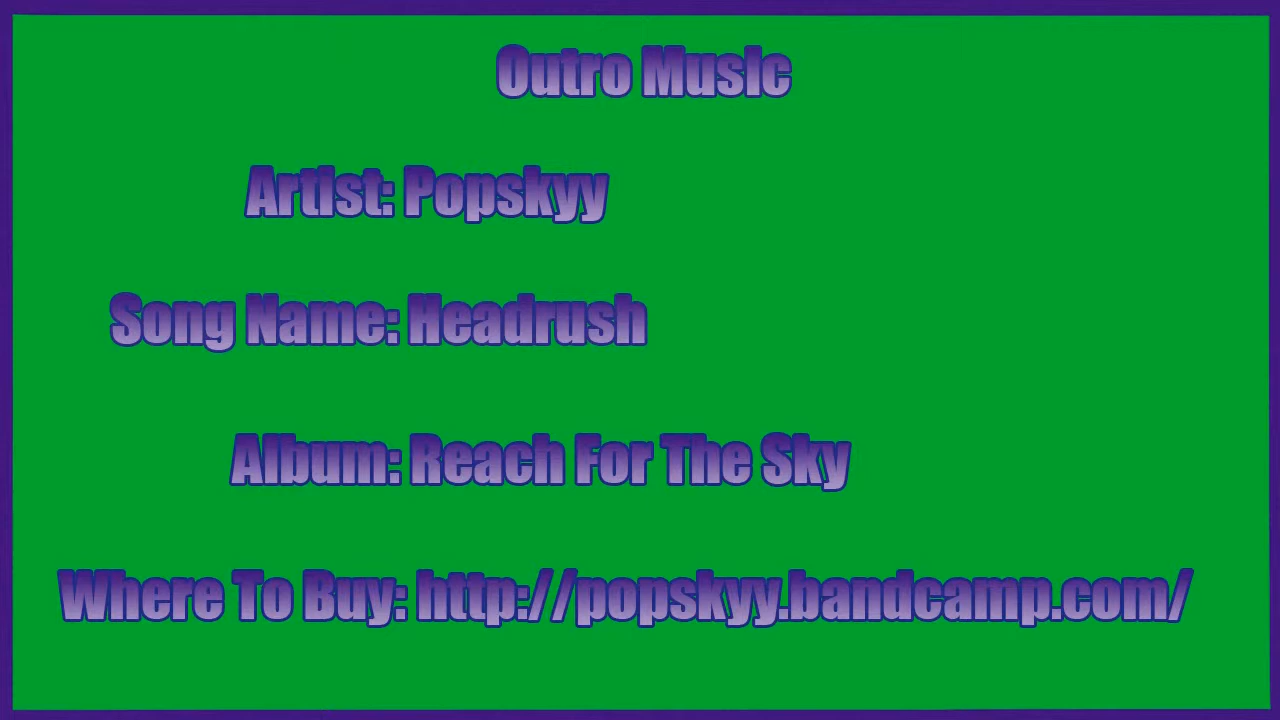 Outro Music
Artist: Popskyy
Song Name: Headrush
Album: Reach For The Sky
Where To Buy: http://popskyy.bandcamp.com/